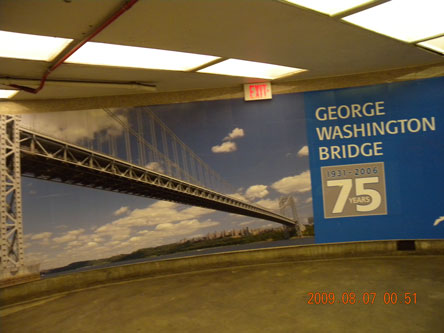 EXIT
GEORGE
WASHINGTON
BRIDGE
1931-2006
75
YEARS
2009.08.07 00:51